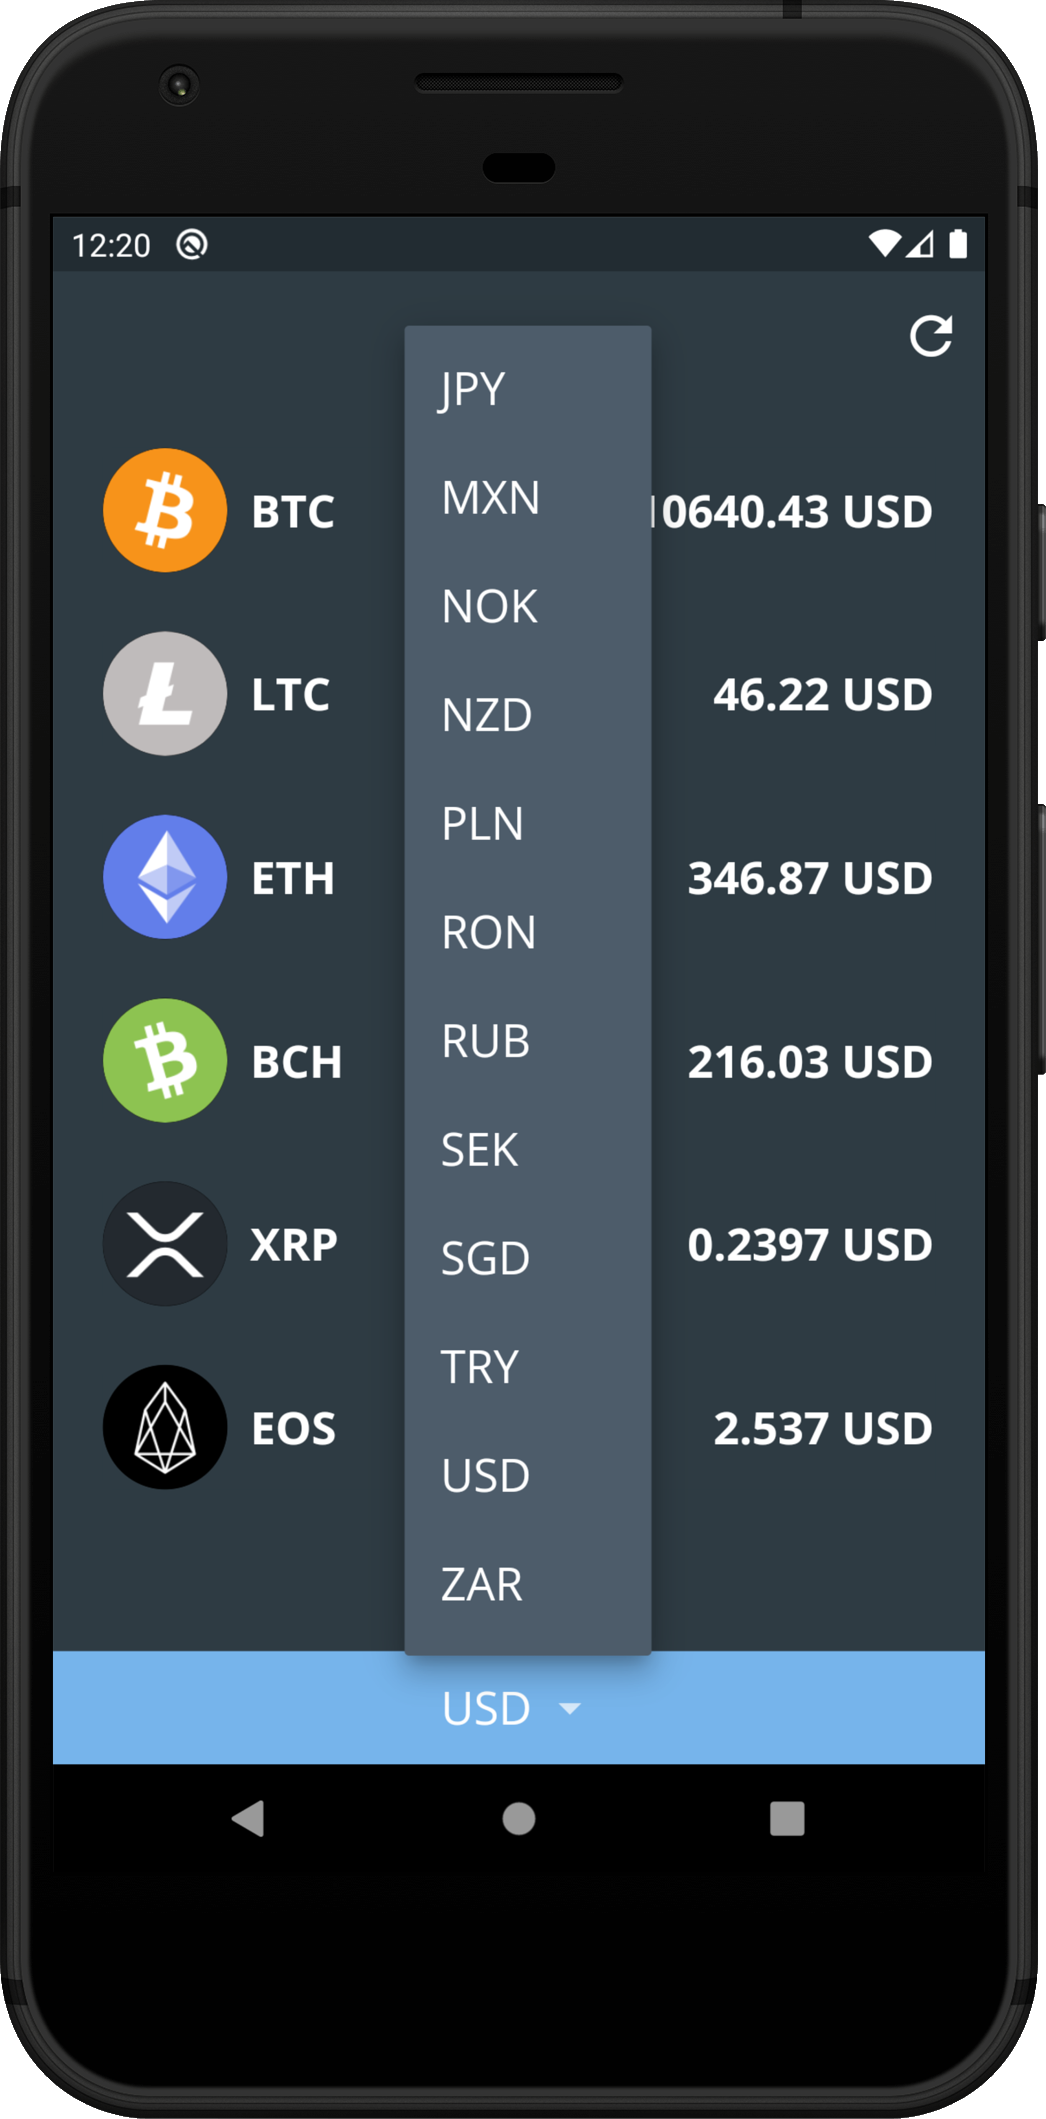 12:20
JPY
MXN
BTC 10640.43 USD
NOK
LTC 46.22 USD
NZD
PLN
ETH 346.87 USD
RON
RUB
BCH 216.03 USD
SEK
XRP 0.2397 USD
SGD
TRY
EOS 2.537 USD
USD
ZAR
USD